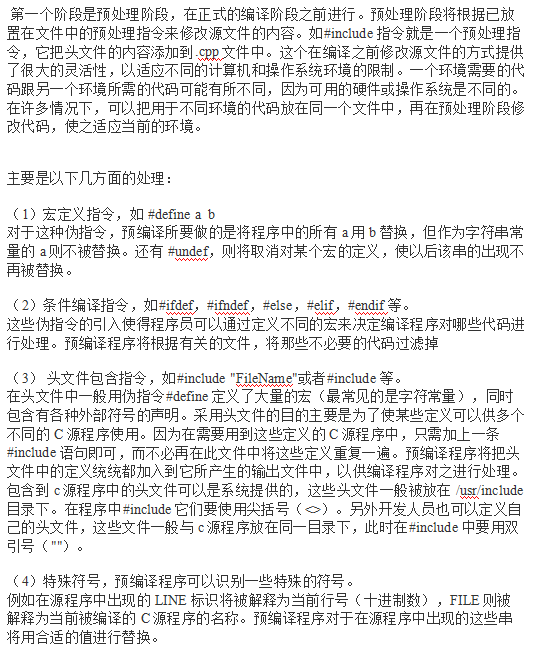 第一个阶段是预处理阶段，在正式的编译阶段之前进行。预处理阶段将根据已放
置在文件中的预处理指令来修改源文件的内容。如#include 指令就是一个预处理指
令，它把头文件的内容添加到.cpp 文件中。这个在编译之前修改源文件的方式提供
了很大的灵活性，以适应不同的计算机和操作系统环境的限制。一个环境需要的代
码跟另一个环境所需的代码可能有所不同，因为可用的硬件或操作系统是不同的。
在许多情况下，可以把用于不同环境的代码放在同一个文件中，再在预处理阶段修
改代码，使之适应当前的环境。
主要是以下几方面的处理：
（1）宏定义指令，如 #define a b
对于这种伪指令，预编译所要做的是将程序中的所有 a 用 b 替换，但作为字符串常
量的 a 则不被替换。还有 #undef，则将取消对某个宏的定义，使以后该串的出现不
再被替换。
（2）条件编译指令，如#ifdef，#ifndef，#else，#elif，#endif 等。
这些伪指令的引入使得程序员可以通过定义不同的宏来决定编译程序对哪些代码进
行处理。预编译程序将根据有关的文件，将那些不必要的代码过滤掉
（3） 头文件包含指令，如#include "FileName"或者#include 等。
在头文件中一般用伪指令#define 定义了大量的宏（最常见的是字符常量），同时
包含有各种外部符号的声明。采用头文件的目的主要是为了使某些定义可以供多个
不同的 C 源程序使用。因为在需要用到这些定义的 C 源程序中，只需加上一条
#include 语句即可，而不必再在此文件中将这些定义重复一遍。预编译程序将把头
文件中的定义统统都加入到它所产生的输出文件中，以供编译程序对之进行处理。
包含到 c 源程序中的头文件可以是系统提供的，这些头文件一般被放在 /usr/include
目录下。在程序中#include 它们要使用尖括号（<>）。另外开发人员也可以定义自
己的头文件，这些文件一般与 c 源程序放在同一目录下，此时在#include 中要用双
引号（""）。
（4）特殊符号，预编译程序可以识别一些特殊的符号。
例如在源程序中出现的 LINE 标识将被解释为当前行号（十进制数），FILE 则被
解释为当前被编译的 C 源程序的名称。预编译程序对于在源程序中出现的这些串
将用合适的值进行替换。